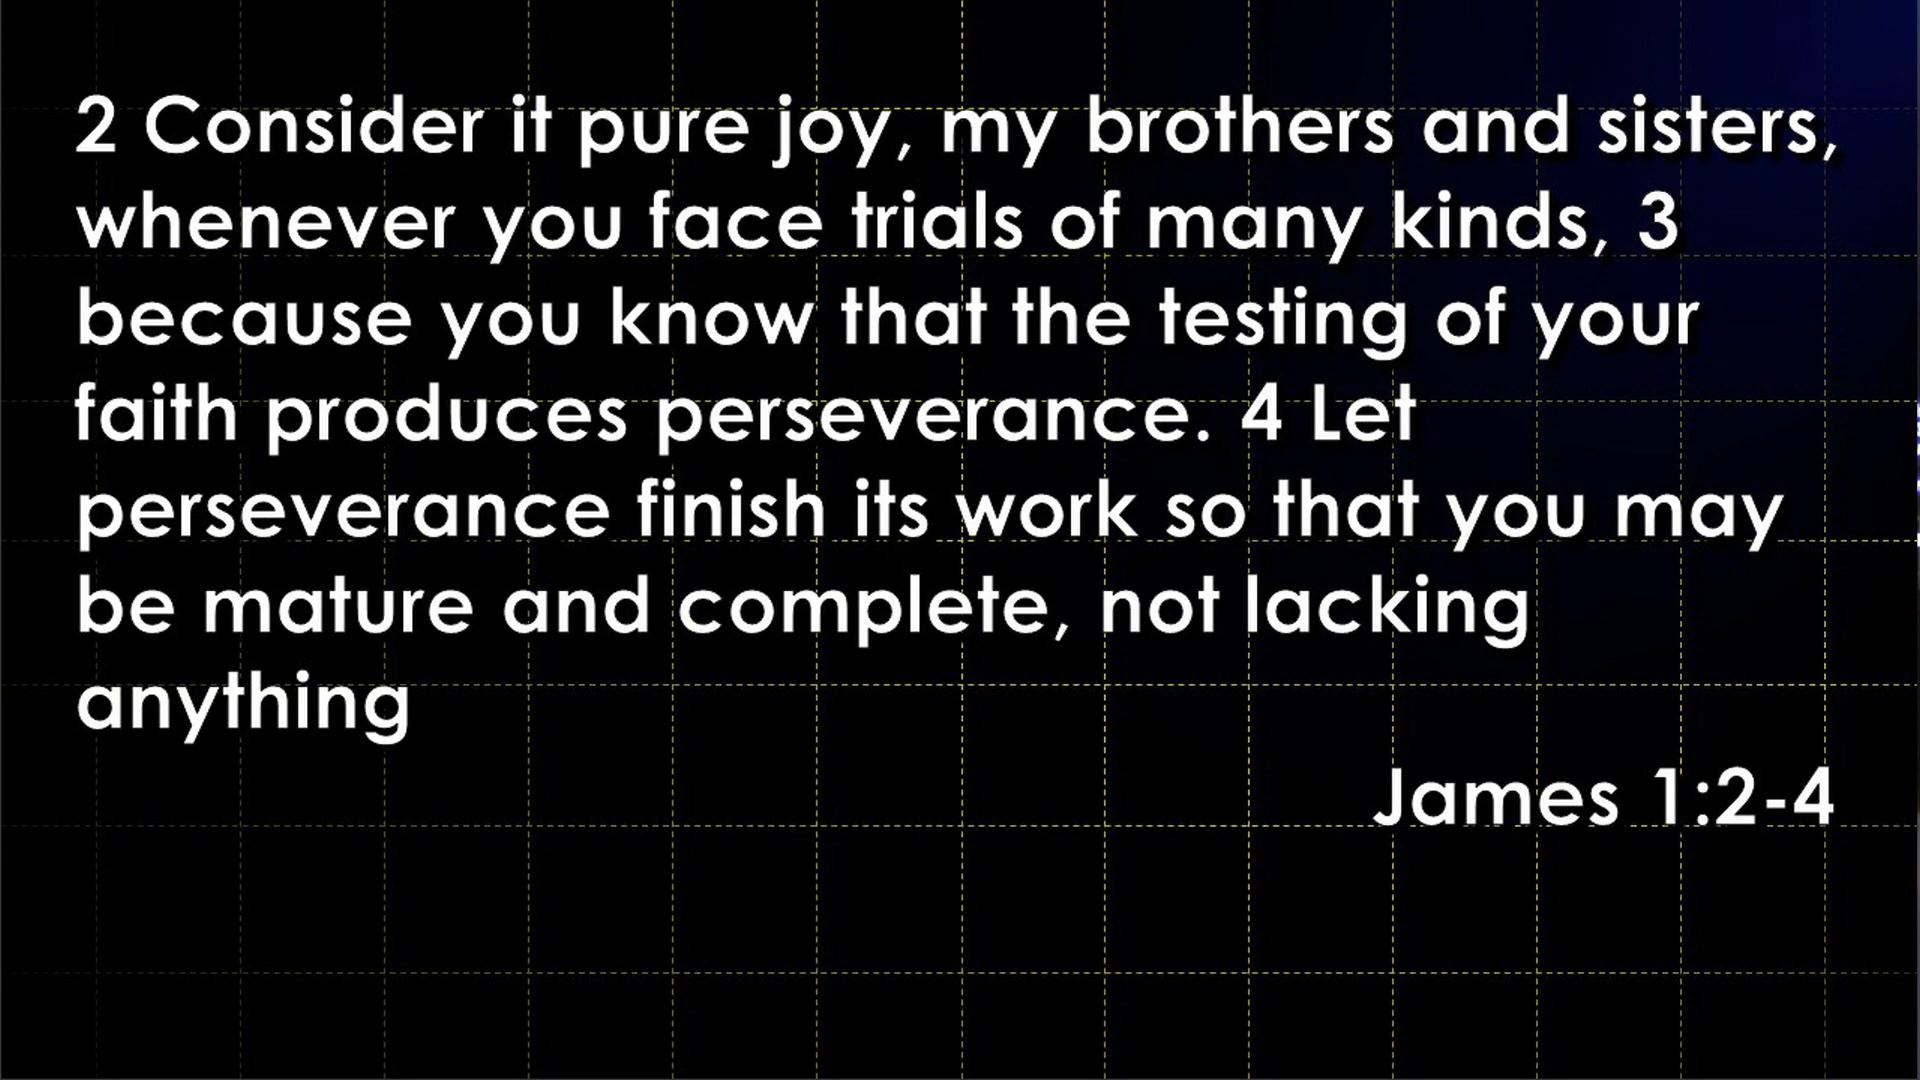 2 Consider it pure joy, my brothers and sisters,
whenever you face trials of many kinds, 3
because you know that the testing of your
faith produces perseverance. 4 Let
perseverance finish its work so that you may
be mature and complete, not lacking
anything
James 1:2-4